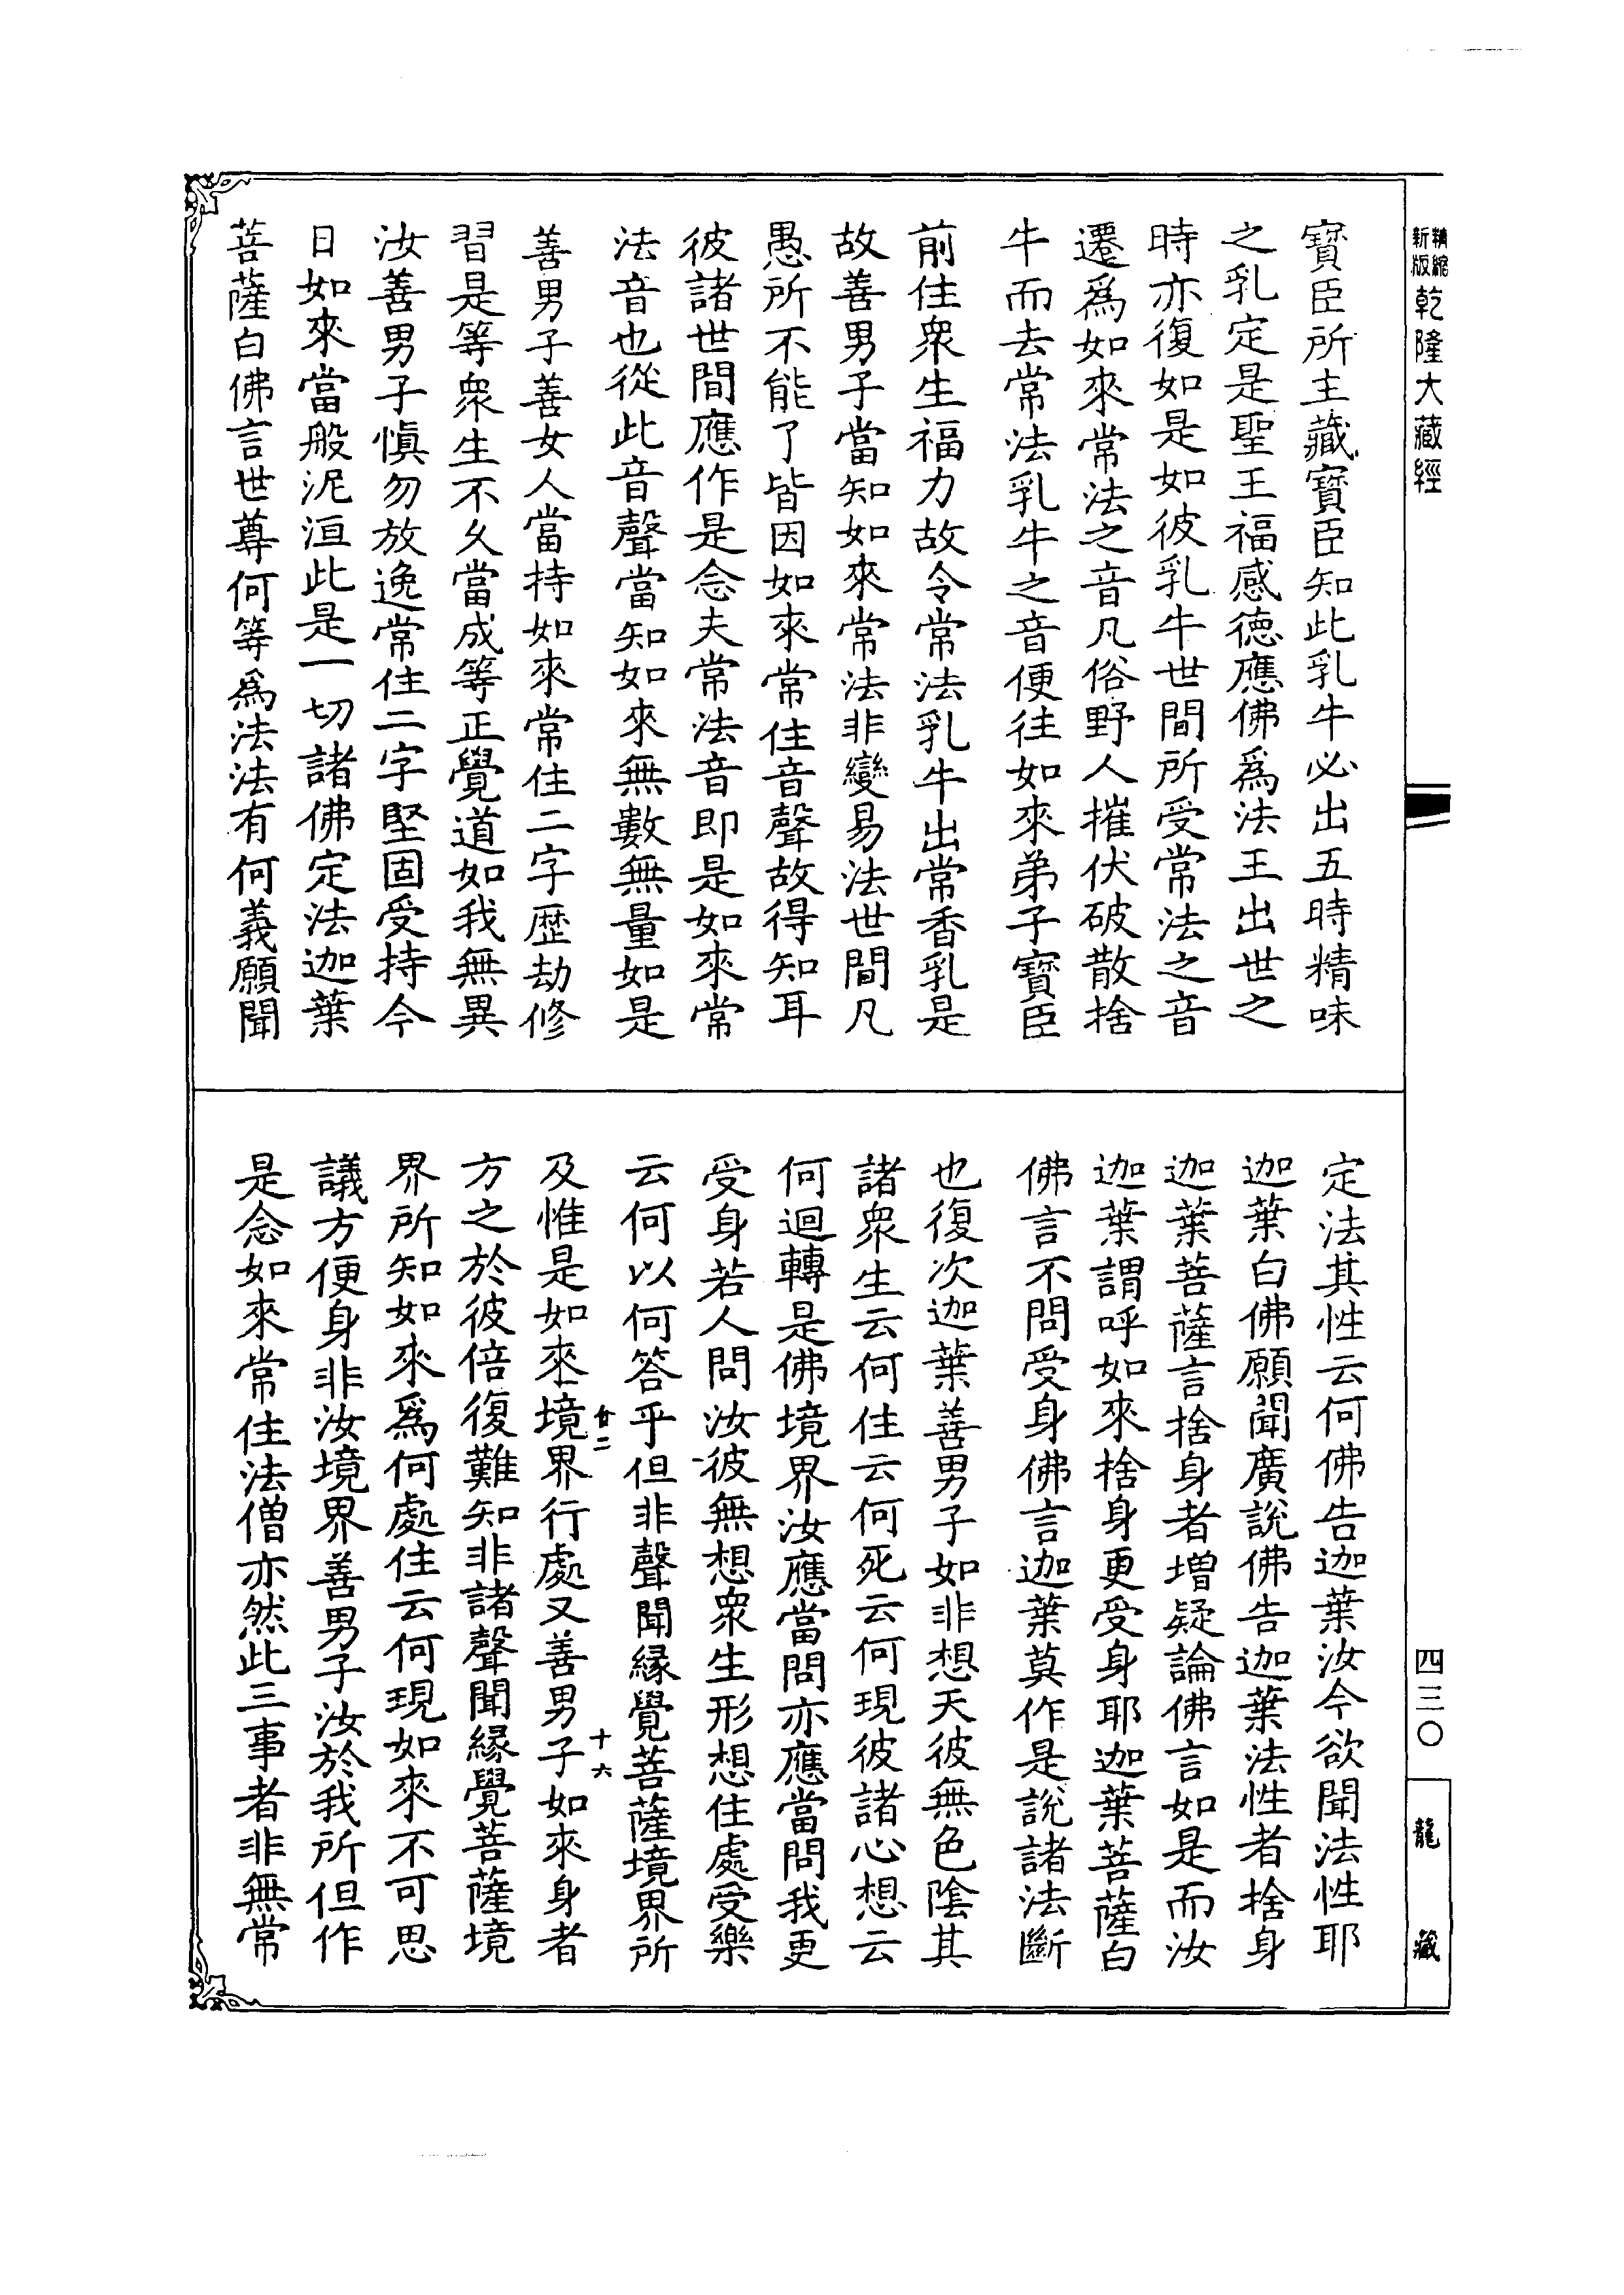 精縮
新版
乾隆大藏經
寶臣所主藏寶臣知此乳牛必出五時精味
之乳定是聖王福感德應佛爲法王出世之
時亦復如是如彼乳牛世間所受常法之音
遷爲如來常法之音凡俗野人摧伏破散捨
牛而去常法乳牛之音便往如來弟子寶臣
前住衆生福力故令常法乳牛出常香乳是
故善男子當知如來常法非變易法世間凡
愚所不能了皆因如來常住音聲故得知耳
彼諸世間應作是念夫常法音即是如來常
法音也從此音聲當知如來無數無量如是
善男子善女人當持如來常住二字歷劫修
習是等衆生不久當成等正覺道如我無異
汝善男子慎勿放逸常住二字堅固受持今
日如來當般泥洹此是一切諸佛定法迦葉
菩薩白佛言世尊何等爲法法有何義願聞
定法其性云何佛告迦葉汝今欲聞法性耶
迦葉白佛願聞廣說佛告迦葉法性者捨身
迦葉菩薩言捨身者增疑論佛言如是而汝
迦葉謂呼如來捨身更受身耶迦葉菩薩白
佛言不問受身佛言迦葉莫作是說諸法斷
也復次迦葉善男子如非想天彼無色陰其
諸衆生云何住云何死云何現彼諸心想云
何迴轉是佛境界汝應當問亦應當問我更
受身若人問汝彼無想衆生形想住處受樂
云何以何答乎但非聲聞緣覺菩薩境界所
廿二
十六
及惟是如來境界行處又善男子如來身者
方之於彼倍復難知非諸聲聞緣覺菩薩境
界所知如來爲何處住云何現如來不可思
議方便身非汝境界善男子汝於我所但作
是念如來常住法僧亦然此三事者非無常
四三〇
龍藏